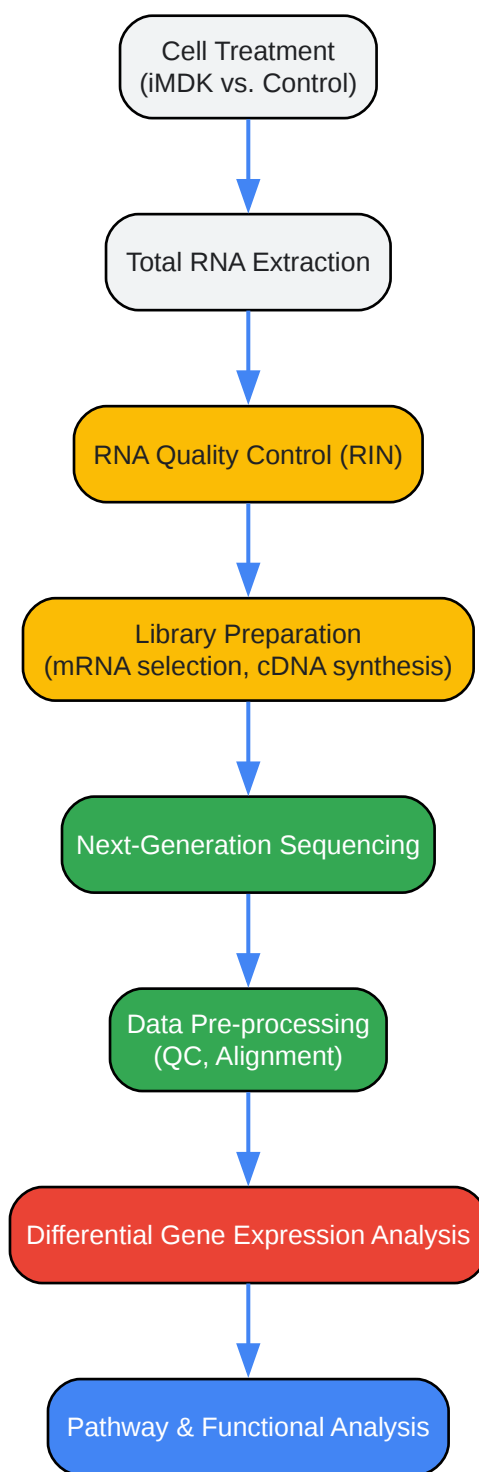 Cell Treatment
(iMDK vs. Control)
Total RNA Extraction
RNA Quality Control (RIN)
Library Preparation
(mRNA selection, cDNA synthesis)
Next-Generation Sequencing
Data Pre-processing
(QC, Alignment)
Differential Gene Expression Analysis
Pathway & Functional Analysis